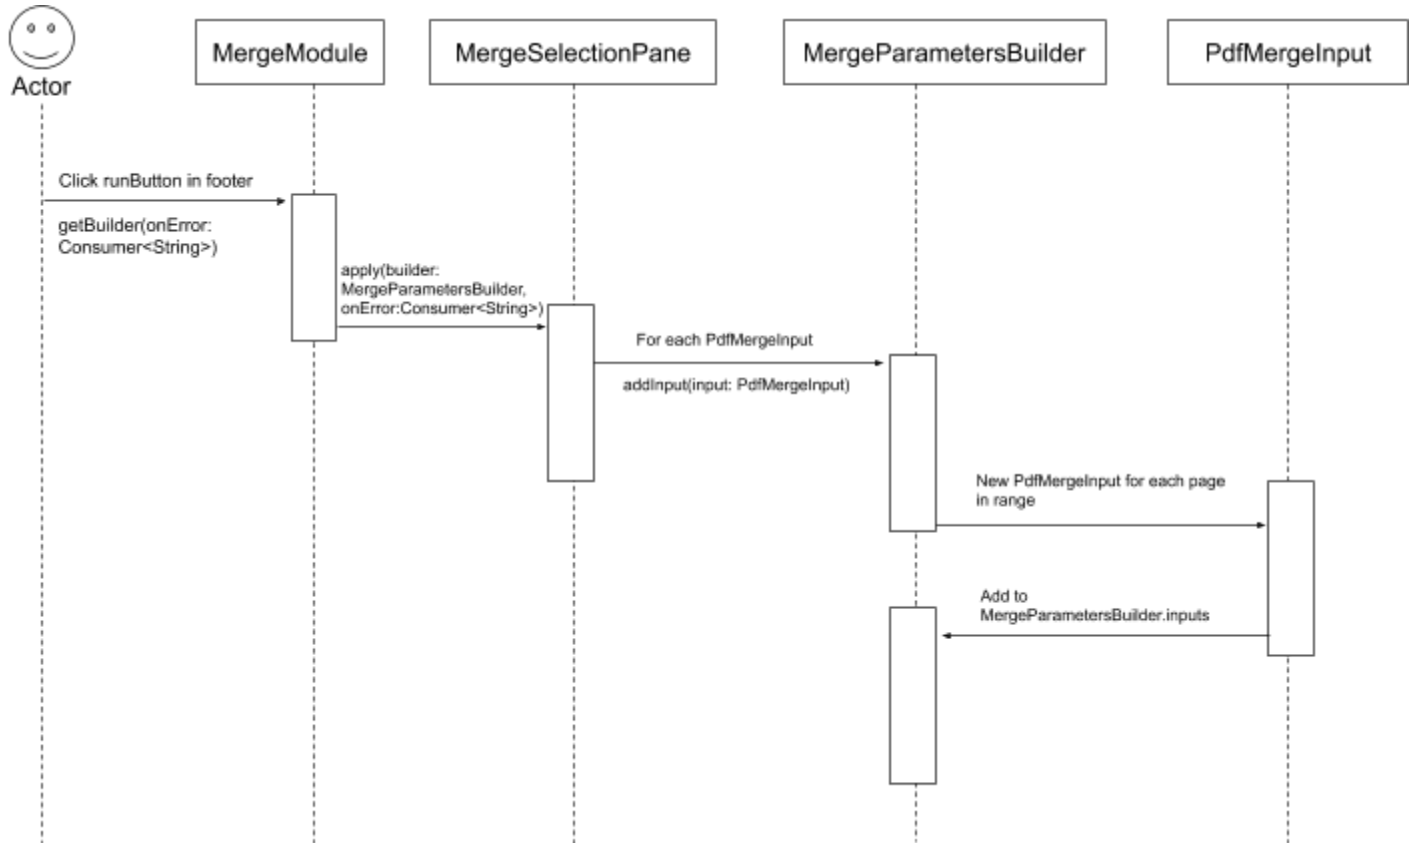 Actor
MergeModule
MergeSelectionPane
MergeParametersBuilder
PdfMergeInput
Click runButton in footer
getBuilder(onError:
Consumer<String>)
apply(builder:
MergeParametersBuilder,
onError:Consumer<String>)
For each PdfMergeInput
addInput(input: PdfMergeInput)
New PdfMergeInput for each page
in range
Add to
MergeParametersBuilder.inputs